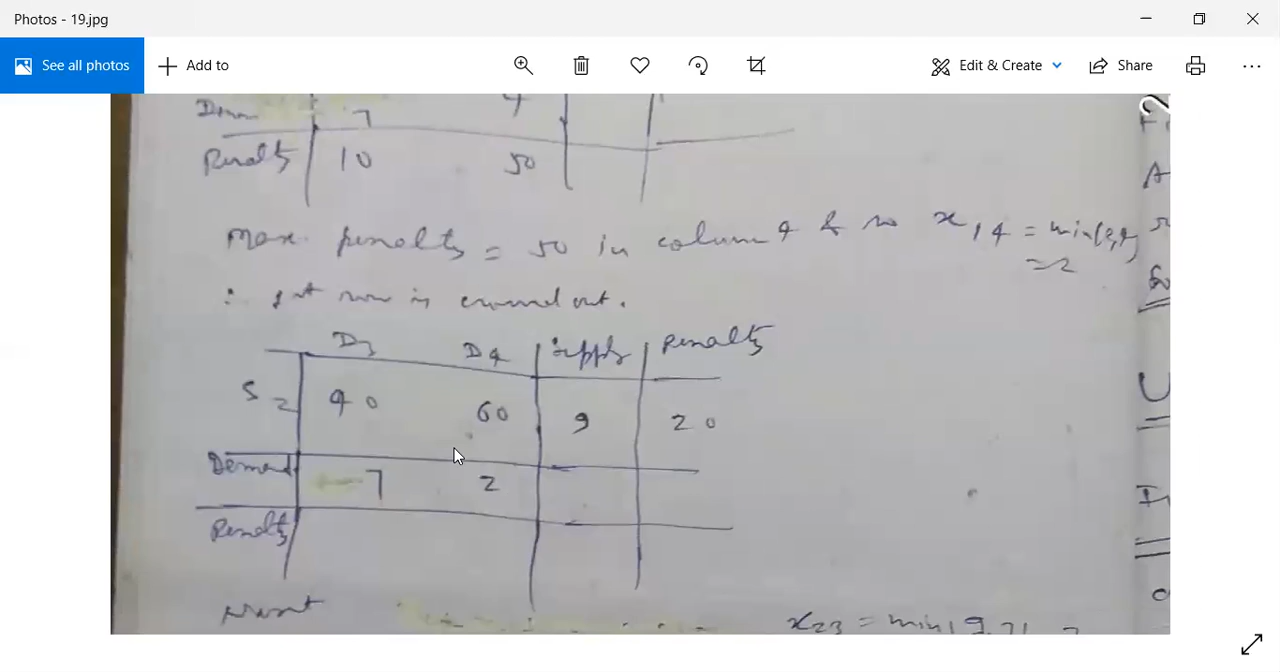 Photos - 19.jpg
See all photos
Add to
Edit & Create
Share
7 4
Penalty 10 50
Max. penalty = 50 in column 4 & so x14 = min(2,4)
= 2
∴ 1st row is crossed out.
D3 D4 Supply Penalty
S2 40 60 9 20
Demand 7 2
Penalty
Next
x23 = min(9,7)